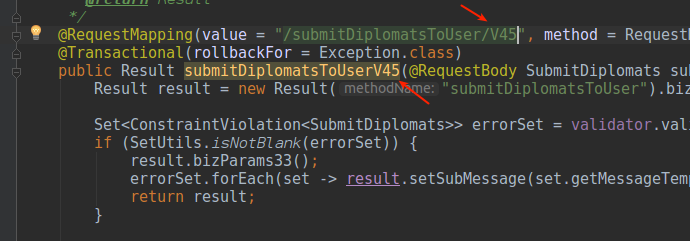 * @return Result
*/
@RequestMapping(value = "/submitDiplomatsToUser/V45", method = RequestM
@Transactional(rollbackFor = Exception.class)
public Result submitDiplomatsToUserV45(@RequestBody SubmitDiplomats sub
Result result = new Result( methodName: "submitDiplomatsToUser").biz
Set<ConstraintViolation<SubmitDiplomats>> errorSet = validator.vali
if (SetUtils.isNotBlank(errorSet)) {
result.bizParams33();
errorSet.forEach(set -> result.setSubMessage(set.getMessageTemp
return result;
}